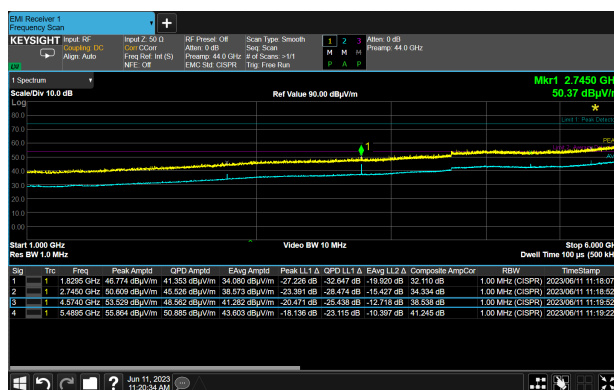 EMI Receiver 1
Frequency Scan
KEYSIGHT Input: RF Input Z: 50 Ω RF Preset: Off Scan Type: Smooth 1 2 3 Atten: 0 dB
Coupling: DC Corr CCorr Atten: 0 dB Seq: Scan M M M Preamp: 44.0 GHz
Align: Auto Freq Ref: Int (S) Preamp: 44.0 GHz # of Scans: >1/1
NFE: Off EMC Std: CISPR Trig: Free Run P A P
1 Spectrum
Mkr1 2.7450 GH
Scale/Div 10.0 dB Ref Value 90.00 dBµV/m 50.37 dBµV/m
Log
80.0
Limit 1: Peak Detecto
70.0
60.0
PEA
50.0
1
AV
40.0
30.0
20.0
10.0
0.00
Start 1.000 GHz Video BW 10 MHz Stop 6.000 GH
Res BW 1.0 MHz Dwell Time 100 µs (500 kH
Sig Trc Freq Peak Amptd QPD Amptd EAvg Amptd Peak LL1 Δ QPD LL1 Δ EAvg LL2 Δ Composite AmpCor RBW TimeStamp
1 1 1.8295 GHz 46.774 dBµV/m 41.353 dBµV/m 34.080 dBµV/m -27.226 dB -32.647 dB -19.920 dB 32.110 dB 1.00 MHz (CISPR) 2023/06/11 11:18:07
2 1 2.7450 GHz 50.609 dBµV/m 45.526 dBµV/m 38.573 dBµV/m -23.391 dB -28.474 dB -15.427 dB 34.334 dB 1.00 MHz (CISPR) 2023/06/11 11:18:52
3 1 4.5740 GHz 53.529 dBµV/m 48.562 dBµV/m 41.282 dBµV/m -20.471 dB -25.438 dB -12.718 dB 38.538 dB 1.00 MHz (CISPR) 2023/06/11 11:19:52
4 1 5.4895 GHz 55.864 dBµV/m 50.885 dBµV/m 43.603 dBµV/m -18.136 dB -23.115 dB -10.397 dB 41.245 dB 1.00 MHz (CISPR) 2023/06/11 11:19:22
Jun 11, 2023
11:20:34 AM